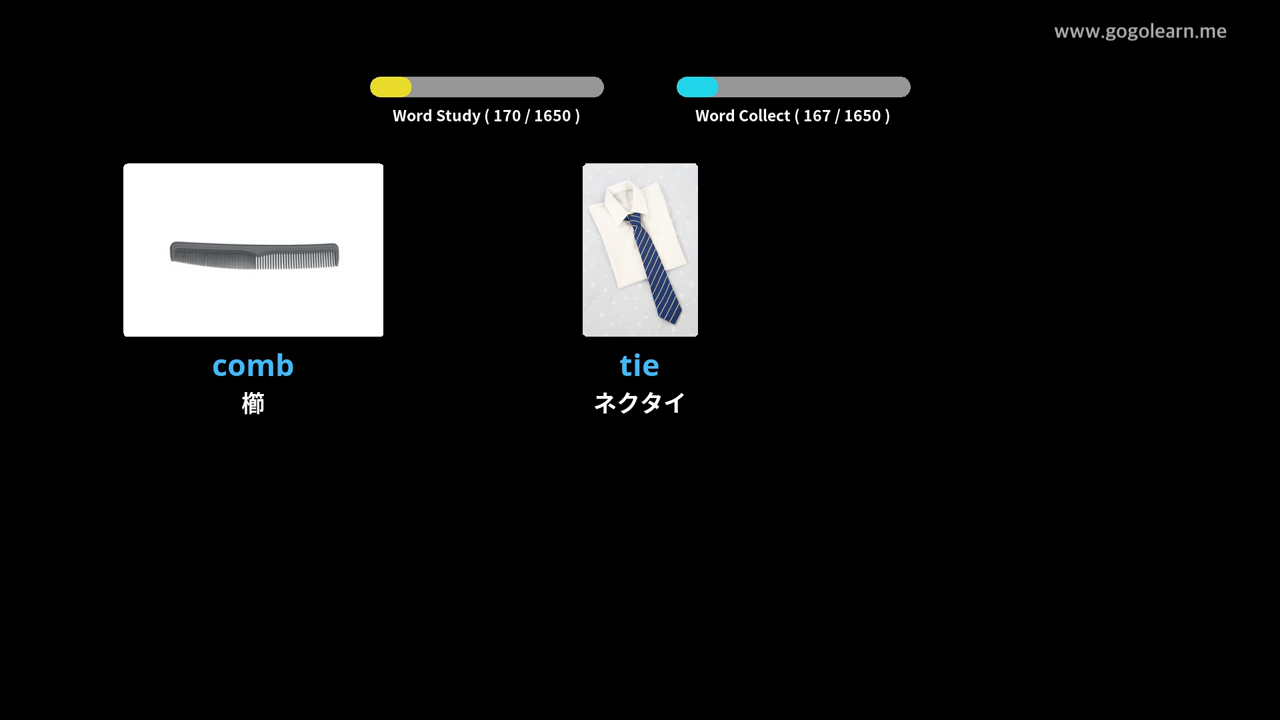 www.gogolearn.me
Word Study ( 170 / 1650 )
Word Collect ( 167 / 1650 )
comb
櫛
tie
ネクタイ